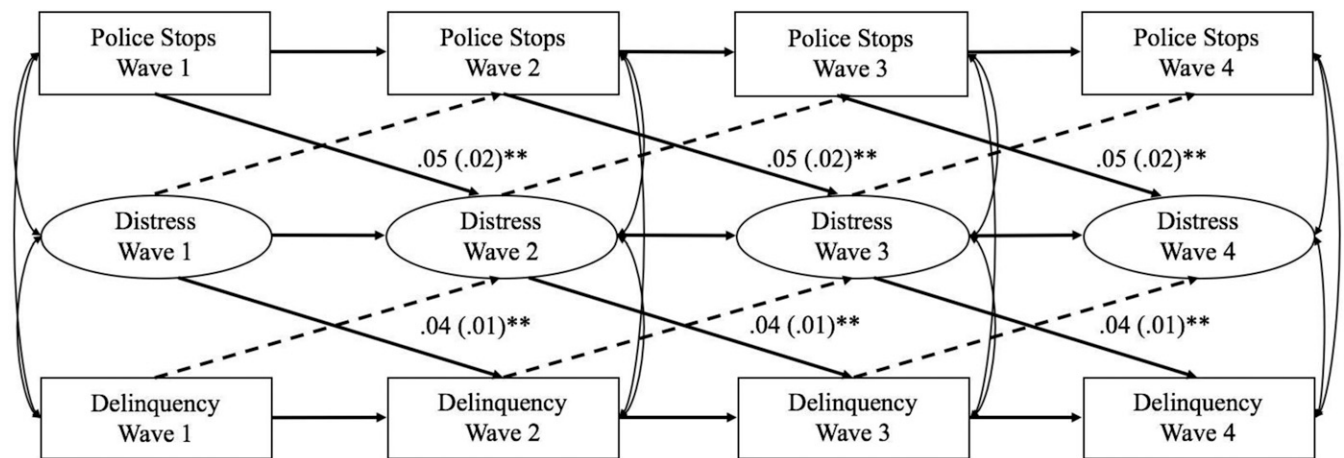 Police Stops
Wave 1
Police Stops
Wave 2
Police Stops
Wave 3
Police Stops
Wave 4
.05 (.02)**
.05 (.02)**
.05 (.02)**
Distress
Wave 1
Distress
Wave 2
Distress
Wave 3
Distress
Wave 4
.04 (.01)**
.04 (.01)**
.04 (.01)**
Delinquency
Wave 1
Delinquency
Wave 2
Delinquency
Wave 3
Delinquency
Wave 4